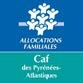 ALLOCATIONS
FAMILIALES
Caf
des Pyrénées-
Atlantiques